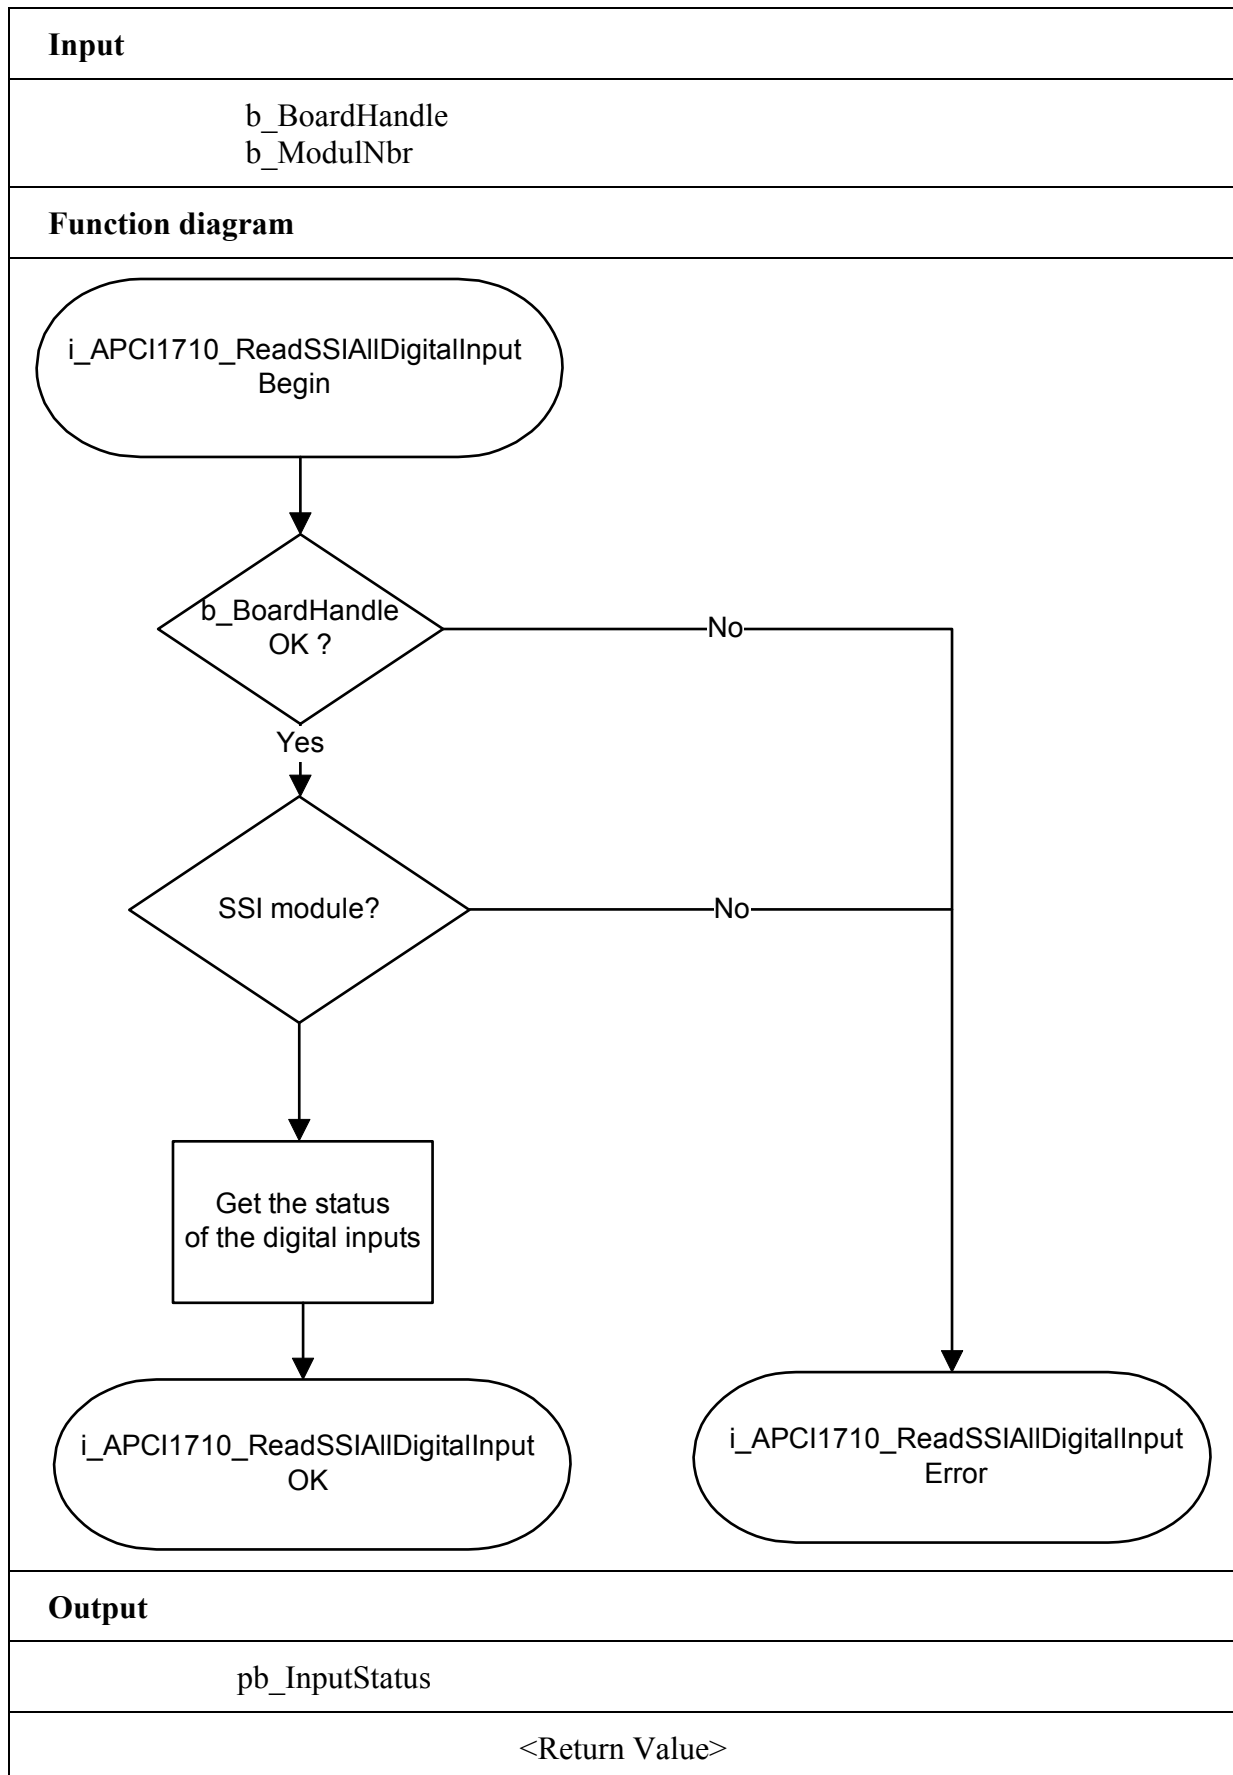 Input
b_BoardHandle
b_ModulNbr
Function diagram
i_APCI1710_ReadSSIAllDigitalInput
Begin
b_BoardHandle
OK ?
No
Yes
SSI module?
No
Get the status
of the digital inputs
i_APCI1710_ReadSSIAllDigitalInput
OK
i_APCI1710_ReadSSIAllDigitalInput
Error
Output
pb_InputStatus
<Return Value>